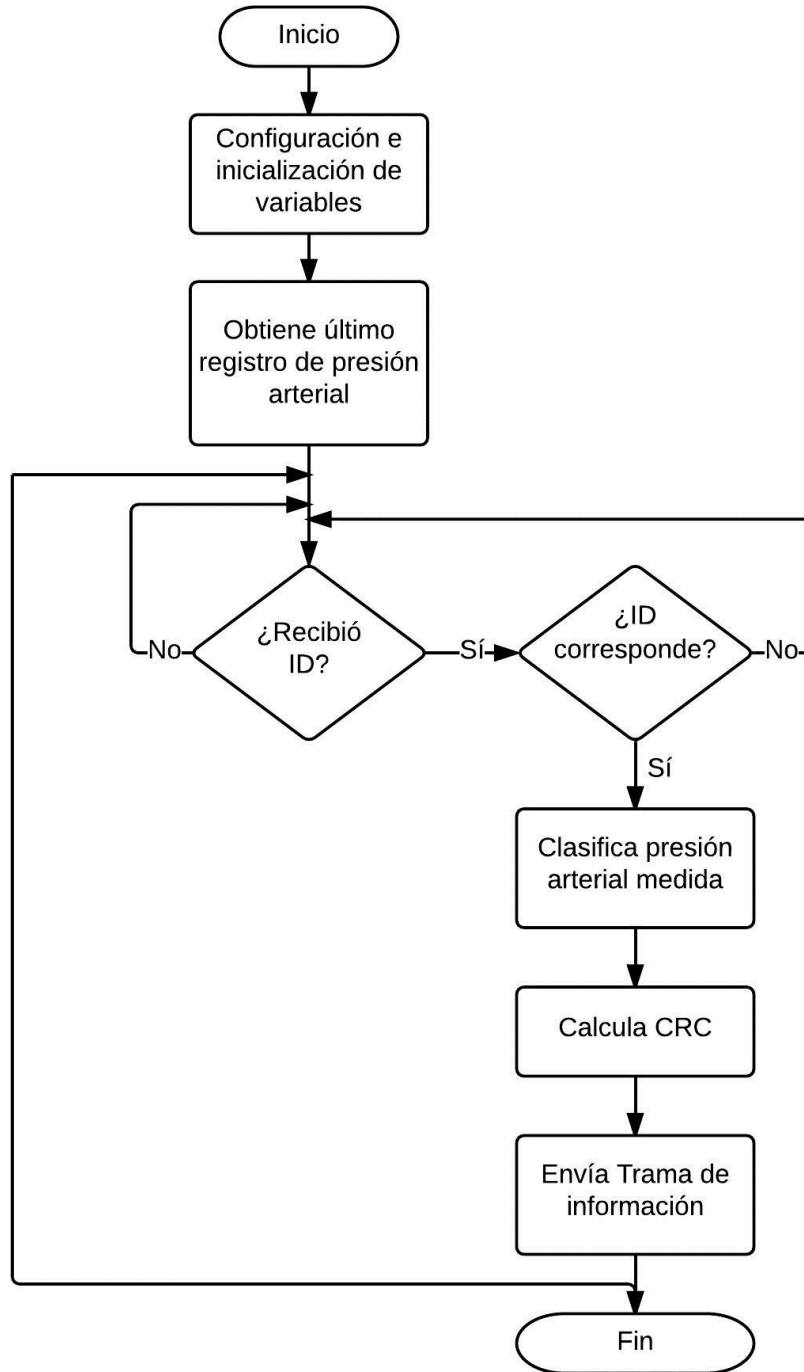 Inicio
Configuración e
inicialización de
variables
Obtiene último
registro de presión
arterial
¿Recibió
ID?
No
Sí
¿ID
corresponde?
No
Sí
Clasifica presión
arterial medida
Calcula CRC
Envía Trama de
información
Fin